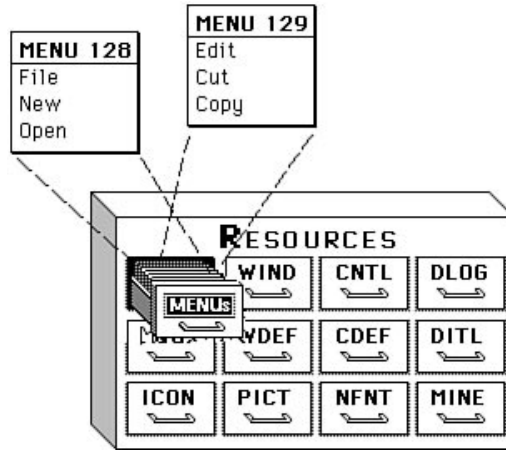 MENU 128
File
New
Open
MENU 129
Edit
Cut
Copy
RESOURCES
MENUs
WIND
CNTL
DLOG
WDEF
CDEF
DITL
ICON
PICT
NFNT
MINE